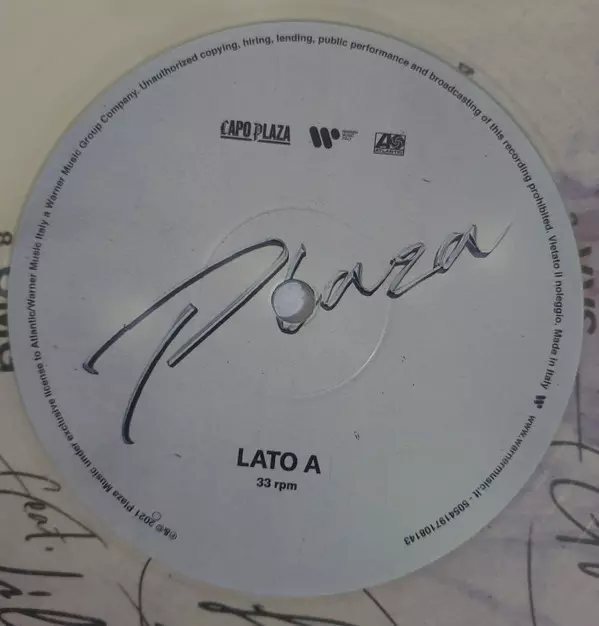 ℗&© 2021 Plaza Music under exclusive license to Atlantic/Warner Music Italy a Warner Music Group Company. Unauthorized copying, hiring, lending, public performance and broadcasting of this recording prohibited. Vietato il noleggio. Made in Italy
www.warnermusic.it - 5054197108143
CAPO PLAZA
ATLANTIC
Plaza
LATO A
33 rpm
feat.